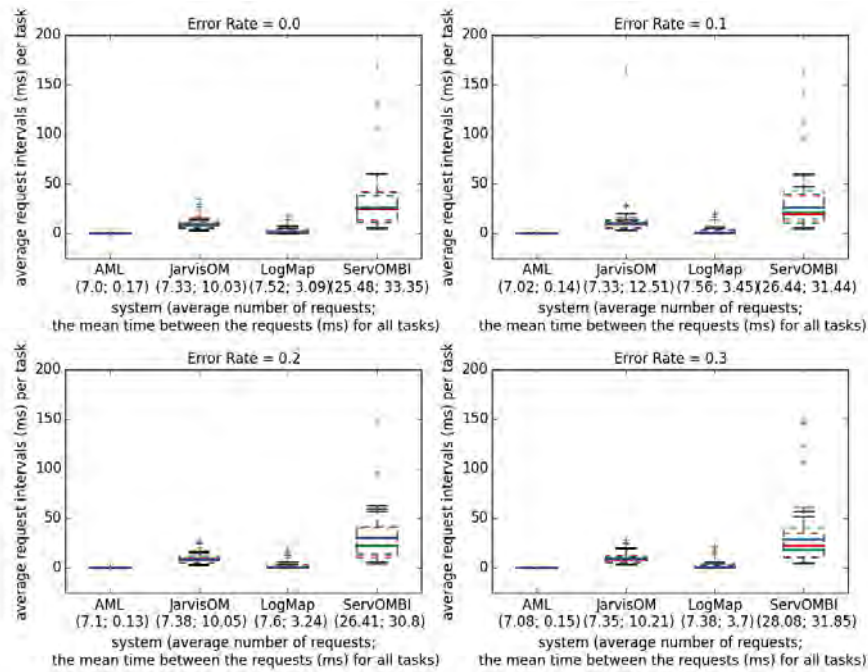 Error Rate = 0.0
average request intervals (ms) per task
200
150
100
50
0
AML JarvisOM LogMap ServOMBI
(7.0; 0.17) (7.33; 10.03) (7.52; 3.09)(25.48; 33.35)
system (average number of requests;
the mean time between the requests (ms) for all tasks)
Error Rate = 0.1
average request intervals (ms) per task
200
150
100
50
0
AML JarvisOM LogMap ServOMBI
(7.02; 0.14) (7.33; 12.51) (7.56; 3.45)(26.44; 31.44)
system (average number of requests;
the mean time between the requests (ms) for all tasks)
Error Rate = 0.2
average request intervals (ms) per task
200
150
100
50
0
AML JarvisOM LogMap ServOMBI
(7.1; 0.13) (7.38; 10.05) (7.6; 3.24) (26.41; 30.8)
system (average number of requests;
the mean time between the requests (ms) for all tasks)
Error Rate = 0.3
average request intervals (ms) per task
200
150
100
50
0
AML JarvisOM LogMap ServOMBI
(7.08; 0.15) (7.35; 10.21) (7.38; 3.7) (28.08; 31.85)
system (average number of requests;
the mean time between the requests (ms) for all tasks)